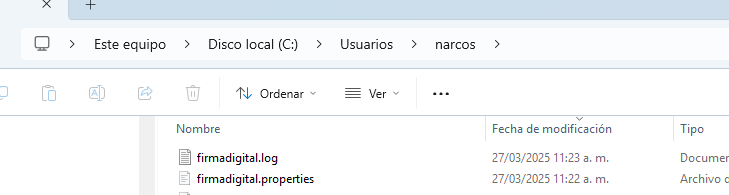 Este equipo > Disco local (C:) > Usuarios > narcos >
Ordenar Ver ...
Nombre Fecha de modificación Tipo
firmadigital.log 27/03/2025 11:23 a. m. Documen
firmadigital.properties 27/03/2025 11:22 a. m. Archivo d